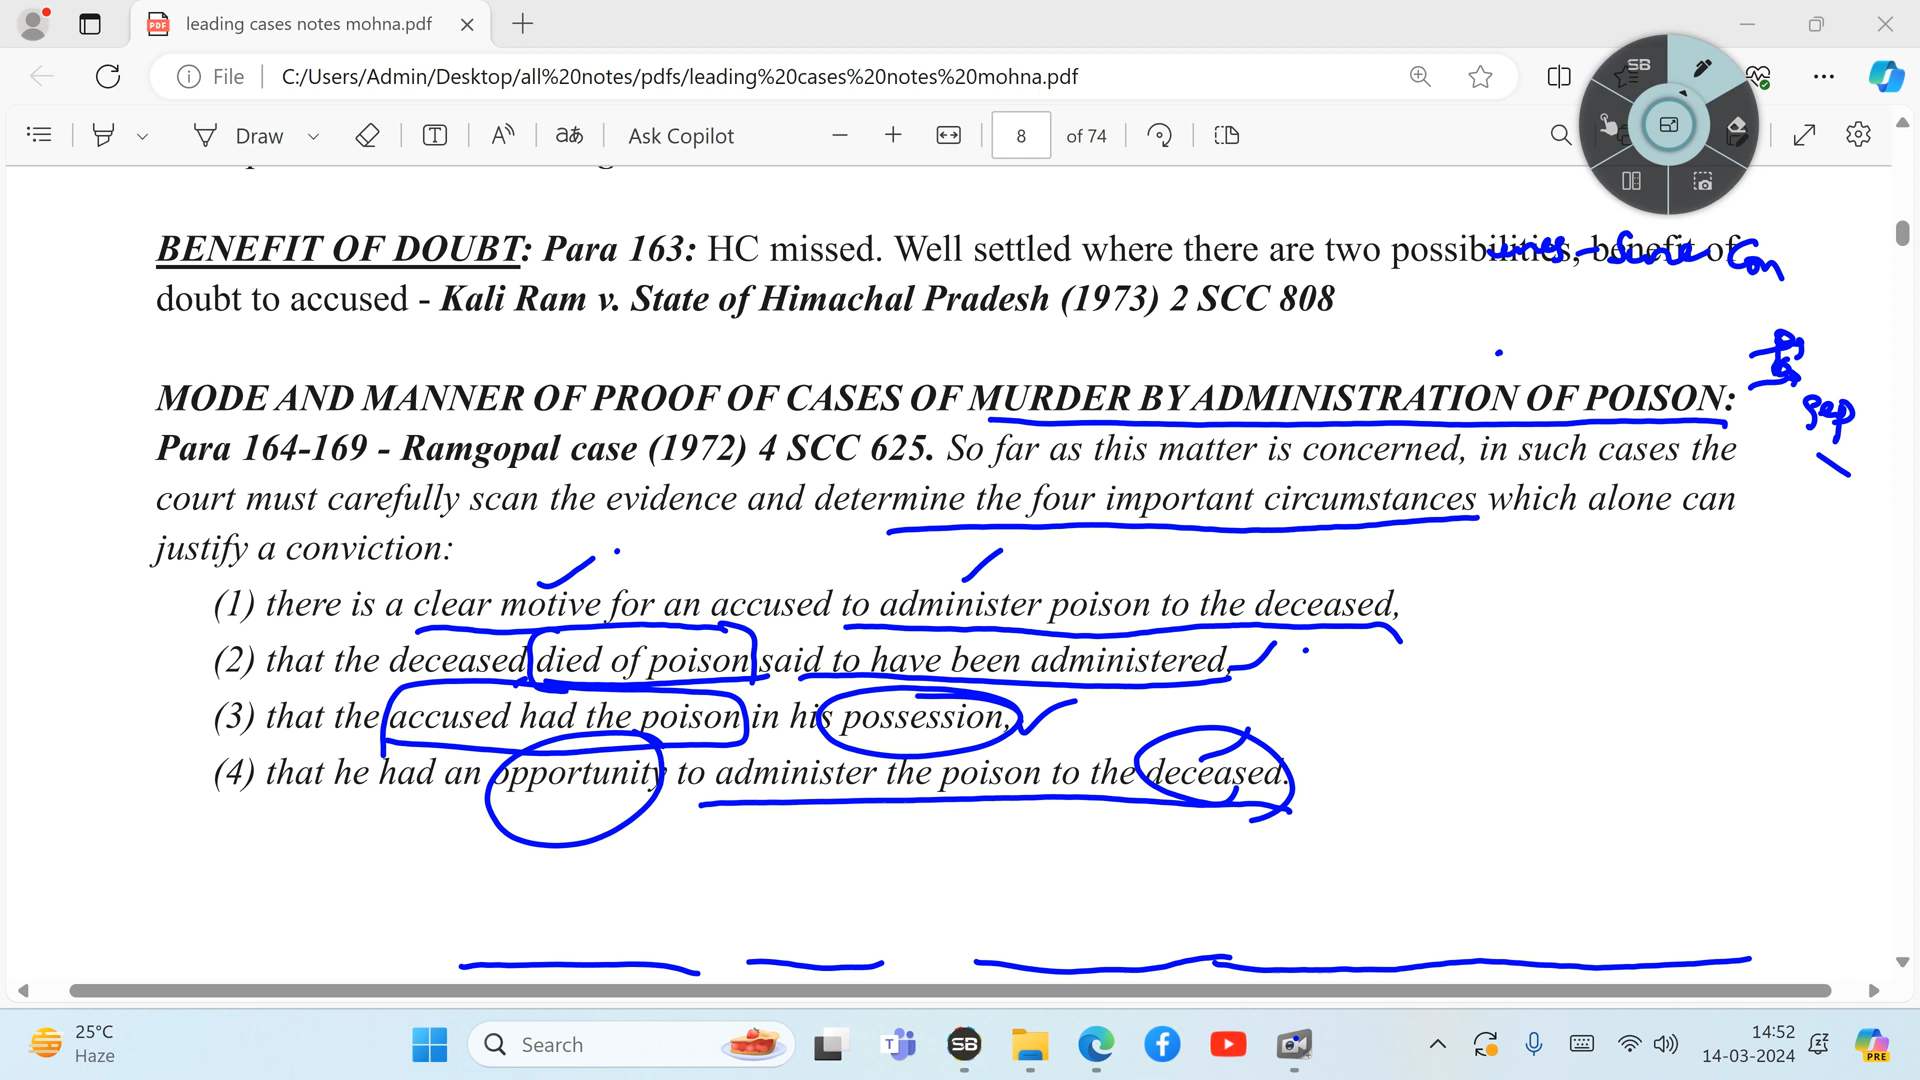 leading cases notes mohna.pdf
File
C:/Users/Admin/Desktop/all%20notes/pdfs/leading%20cases%20notes%20mohna.pdf
SB
Draw
Ask Copilot
8
of 74
BENEFIT OF DOUBT: Para 163: HC missed. Well settled where there are two possibilities, benefit of
doubt to accused - Kali Ram v. State of Himachal Pradesh (1973) 2 SCC 808
MODE AND MANNER OF PROOF OF CASES OF MURDER BY ADMINISTRATION OF POISON:
Para 164-169 - Ramgopal case (1972) 4 SCC 625. So far as this matter is concerned, in such cases the
court must carefully scan the evidence and determine the four important circumstances which alone can
justify a conviction:
(1) there is a clear motive for an accused to administer poison to the deceased,
(2) that the deceased died of poison said to have been administered,
(3) that the accused had the poison in his possession,
(4) that he had an opportunity to administer the poison to the deceased.
25°C
Haze
Search
SB
14:52
14-03-2024
PRE